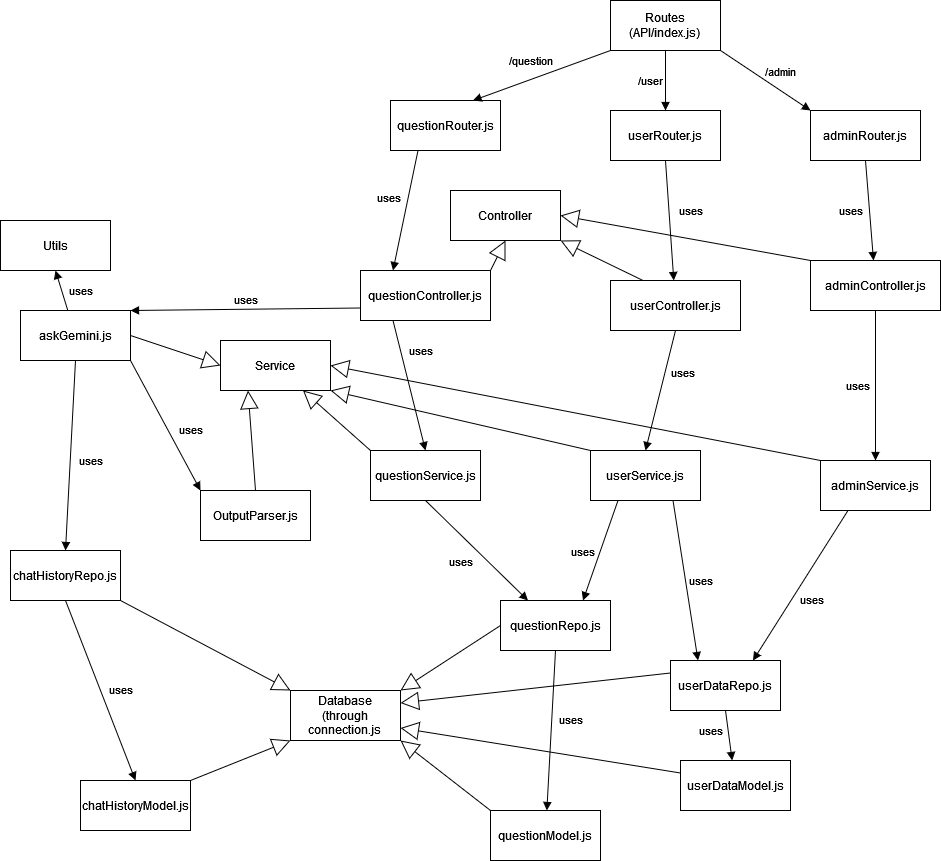 Routes
(API/index.js)
/question
/user
/admin
questionRouter.js
userRouter.js
adminRouter.js
uses
uses
uses
Controller
Utils
uses
questionController.js
userController.js
adminController.js
uses
askGemini.js
uses
uses
uses
Service
uses
questionService.js
userService.js
adminService.js
uses
OutputParser.js
uses
uses
uses
uses
chatHistoryRepo.js
questionRepo.js
userDataRepo.js
uses
Database
(through
connection.js
uses
uses
chatHistoryModel.js
userDataModel.js
questionModel.js